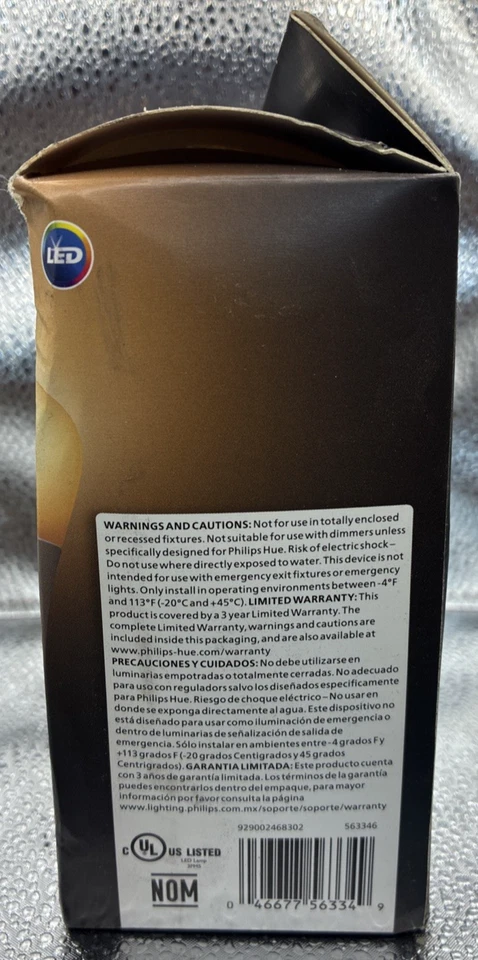 LED
WARNINGS AND CAUTIONS: Not for use in totally enclosed
or recessed fixtures. Not suitable for use with dimmers unless
specifically designed for Philips Hue. Risk of electric shock –
Do not use where directly exposed to water. This device is not
intended for use with emergency exit fixtures or emergency
lights. Only install in operating environments between -4°F
and 113°F (-20°C and +45°C). LIMITED WARRANTY: This
product is covered by a 3 year Limited Warranty. The
complete Limited Warranty, warnings and cautions are
included inside this packaging, and are also available at
www.philips-hue.com/warranty
PRECAUCIONES Y CUIDADOS: No debe utilizarse en
luminarias empotradas o totalmente cerradas. No adecuado
para uso con reguladors salvo los diseñados específicamente
para Philips Hue. Riesgo de choque eléctrico – No usar en
donde se exponga directamente al agua. Este dispositivo no
está diseñado para usar como iluminación de emergencia o
dentro de luminarias de señalización de salida de
emergencia. Sólo instalar en ambientes entre -4 grados F y
+113 grados F (-20 grados Centigrados y 45 grados
Centrigrados). GARANTIA LIMITADA: Este producto cuenta
con 3 años de garantía limitada. Los términos de la garantía
puedes encontrarlos dentro del empaque, para mayor
información por favor consulta la página
www.lighting.philips.com.mx/soporte/soporte/warranty
929002468302 563346
C UL US LISTED
LED Lamp
3PMB
NOM
0 46677 56334 9